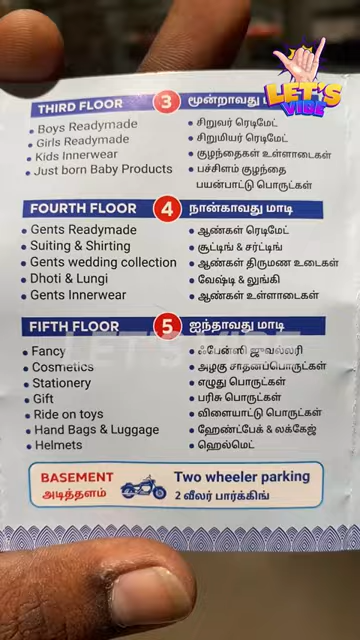 LET'S
VIBE
THIRD FLOOR 3 மூன்றாவது
• Boys Readymade • சிறுவர் ரெடிமேட்
• Girls Readymade • சிறுமியர் ரெடிமேட்
• Kids Innerwear • குழந்தைகள் உள்ளாடைகள்
• Just born Baby Products • பச்சிளம் குழந்தை
பயன்பாட்டு பொருட்கள்
FOURTH FLOOR 4 நான்காவது மாடி
• Gents Readymade • ஆண்கள் ரெடிமேட்
• Suiting & Shirting • சூட்டிங் & சர்ட்டிங்
• Gents wedding collection • ஆண்கள் திருமண உடைகள்
• Dhoti & Lungi • வேஷ்டி & லுங்கி
• Gents Innerwear • ஆண்கள் உள்ளாடைகள்
FIFTH FLOOR 5 ஐந்தாவது மாடி
LET'S VIBE
• Fancy • ஃபேன்ஸி ஜுவல்லரி
• Cosmetics • அழகு சாதனப்பொருட்கள்
• Stationery • எழுது பொருட்கள்
• Gift • பரிசு பொருட்கள்
• Ride on toys • விளையாட்டு பொருட்கள்
• Hand Bags & Luggage • ஹேண்ட்பேக் & லக்கேஜ்
• Helmets • ஹெல்மெட்
BASEMENT Two wheeler parking
அடித்தளம் 2 வீலர் பார்க்கிங்